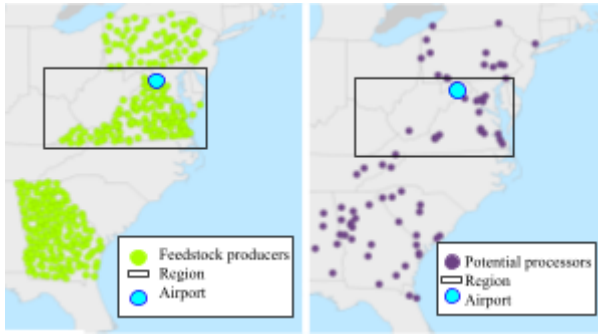 Feedstock producers
Region
Airport
Potential processors
Region
Airport